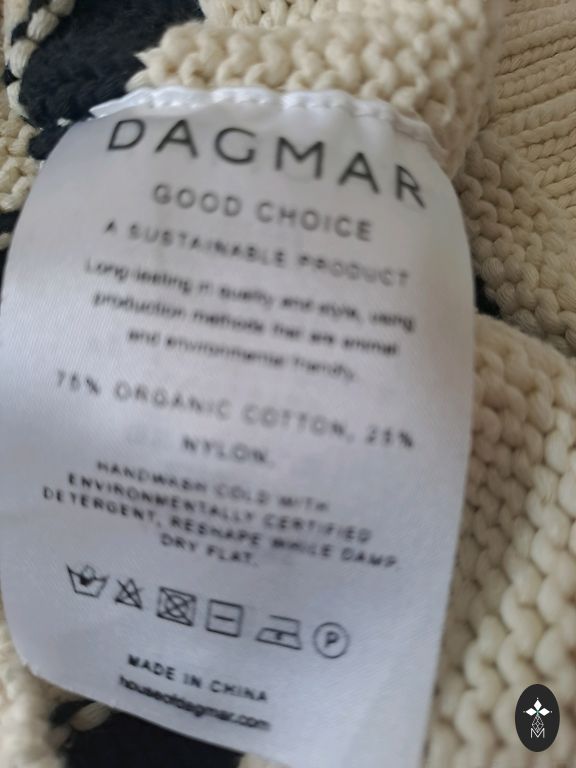 DAGMAR
GOOD CHOICE
A SUSTAINABLE PRODUCT
Long-lasting in quality and style, using
production methods that are animal
and environmental friendly.
75% ORGANIC COTTON, 25%
NYLON.
HANDWASH COLD WITH
ENVIRONMENTALLY CERTIFIED
DETERGENT, RESHAPE WHILE DAMP.
DRY FLAT.
P
MADE IN CHINA
houseofdagmar.com
M